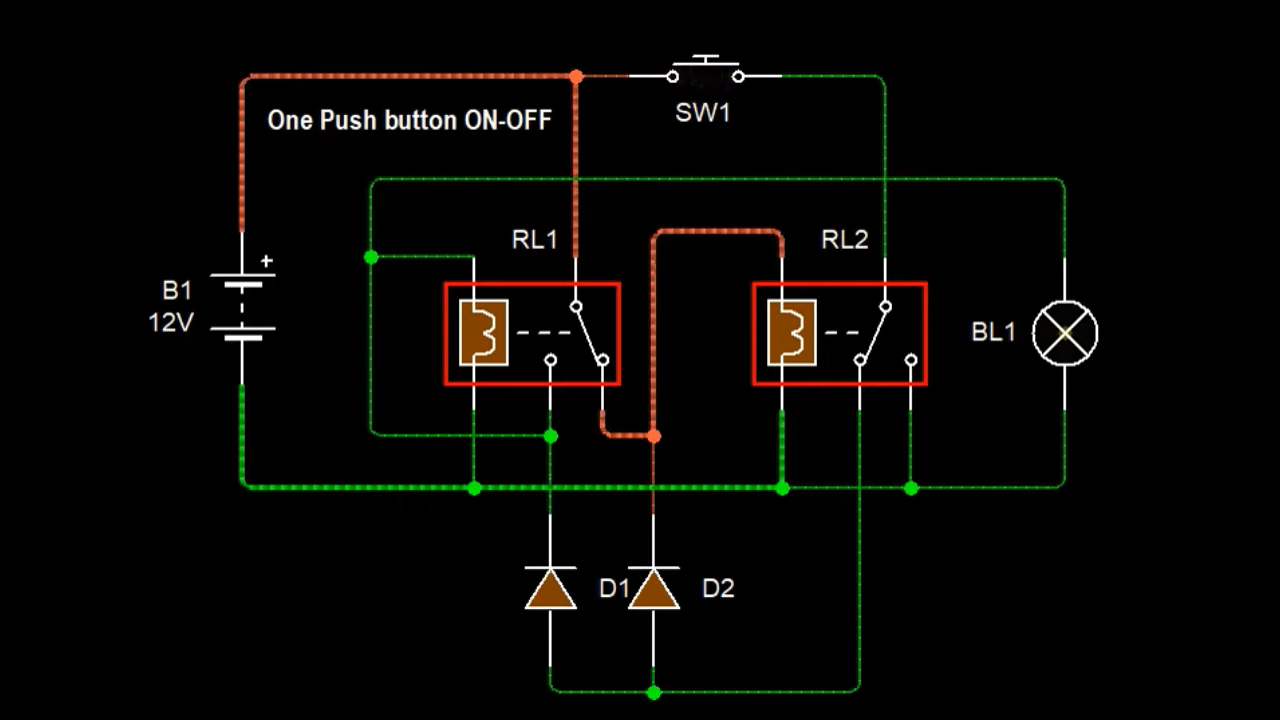 SW1
One Push button ON-OFF
RL1
RL2
+
B1
12V
BL1
D1
D2